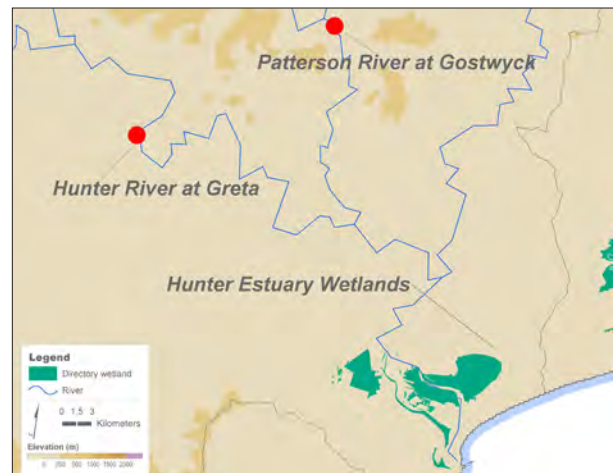 Patterson River at Gostwyck
Hunter River at Greta
Hunter Estuary Wetlands
Legend
Directory wetland
River
0 1.5 3
Kilometers
Elevation (m)
0 250 500 1000 1500 2000